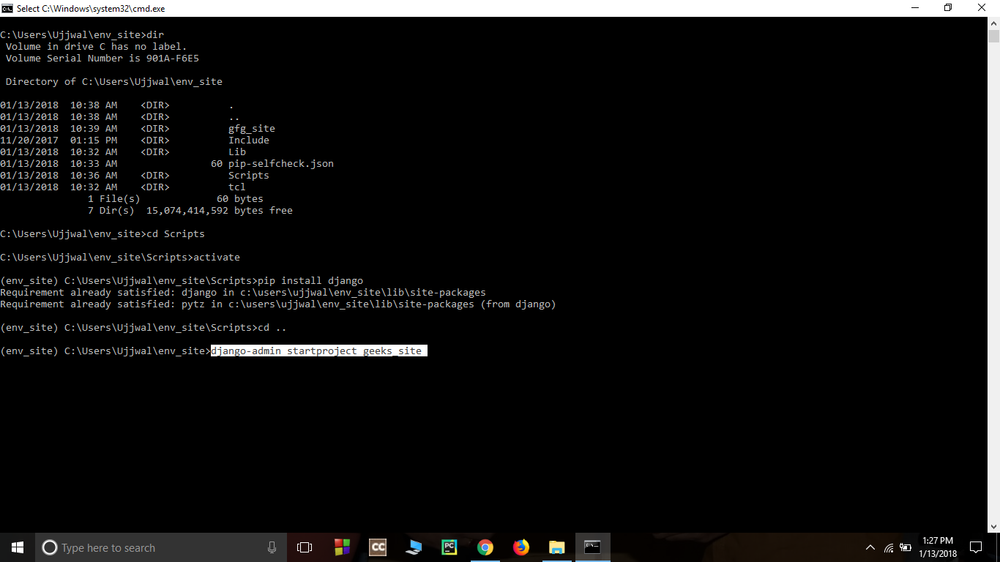 Select C:\Windows\system32\cmd.exe
C:\Users\Ujjwal\env_site>dir
Volume in drive C has no label.
Volume Serial Number is 901A-F6E5
Directory of C:\Users\Ujjwal\env_site
01/13/2018  10:38 AM    <DIR>          .
01/13/2018  10:38 AM    <DIR>          ..
01/13/2018  10:39 AM    <DIR>          gfg_site
11/20/2017  01:15 PM    <DIR>          Include
01/13/2018  10:32 AM    <DIR>          Lib
01/13/2018  10:33 AM                60 pip-selfcheck.json
01/13/2018  10:36 AM    <DIR>          Scripts
01/13/2018  10:32 AM    <DIR>          tcl
1 File(s)             60 bytes
7 Dir(s)  15,074,414,592 bytes free
C:\Users\Ujjwal\env_site>cd Scripts
C:\Users\Ujjwal\env_site\Scripts>activate
(env_site) C:\Users\Ujjwal\env_site\Scripts>pip install django
Requirement already satisfied: django in c:\users\ujjwal\env_site\lib\site-packages
Requirement already satisfied: pytz in c:\users\ujjwal\env_site\lib\site-packages (from django)
(env_site) C:\Users\Ujjwal\env_site\Scripts>cd ..
(env_site) C:\Users\Ujjwal\env_site>django-admin startproject geeks_site
Type here to search
CC
PC
1:27 PM
1/13/2018